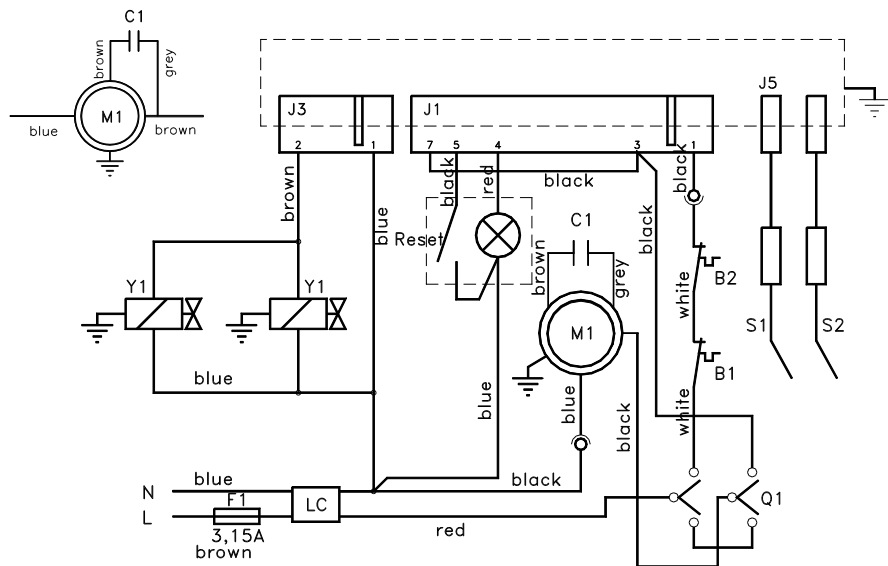 C1
brown
grey
M1
blue
brown
J3
2
1
J1
7
5
4
3
1
J5
brown
blue
black
red
black
black
black
Reset
C1
brown
grey
M1
white
B2
S1
S2
Y1
Y1
B1
blue
blue
blue
black
white
N
blue
black
F1
LC
Q1
L
3,15A
brown
red